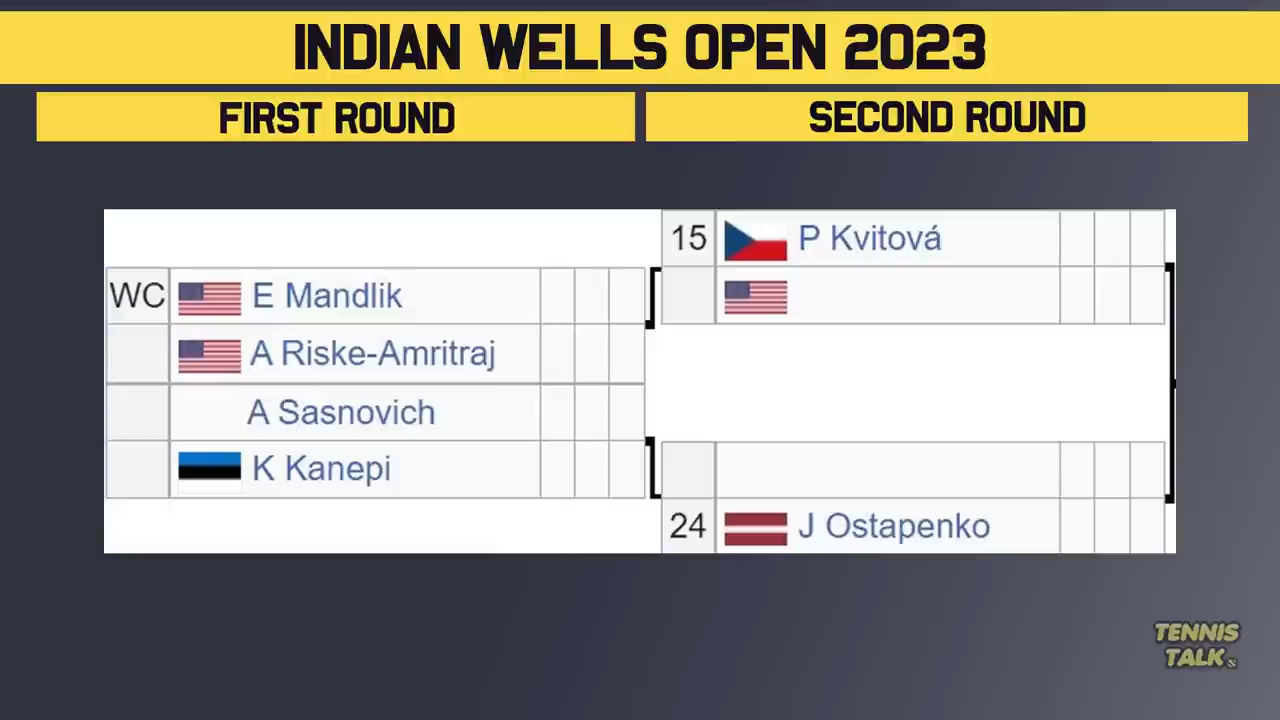 INDIAN WELLS OPEN 2023
FIRST ROUND
SECOND ROUND
15 P Kvitová
WC E Mandlik
A Riske-Amritraj
A Sasnovich
K Kanepi
24 J Ostapenko
TENNIS
TALK